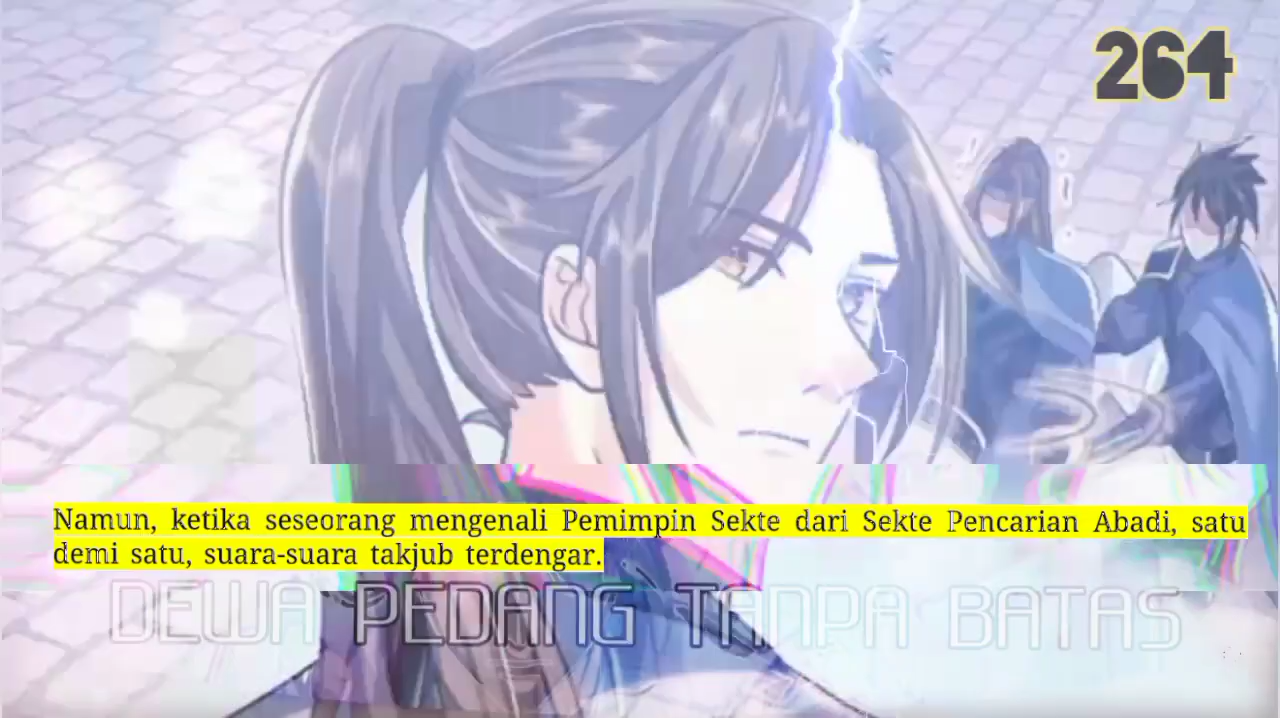 264
Namun, ketika seseorang mengenali Pemimpin Sekte dari Sekte Pencarian Abadi, satu
demi satu, suara-suara takjub terdengar.
DEWA PEDANG TANPA BATAS